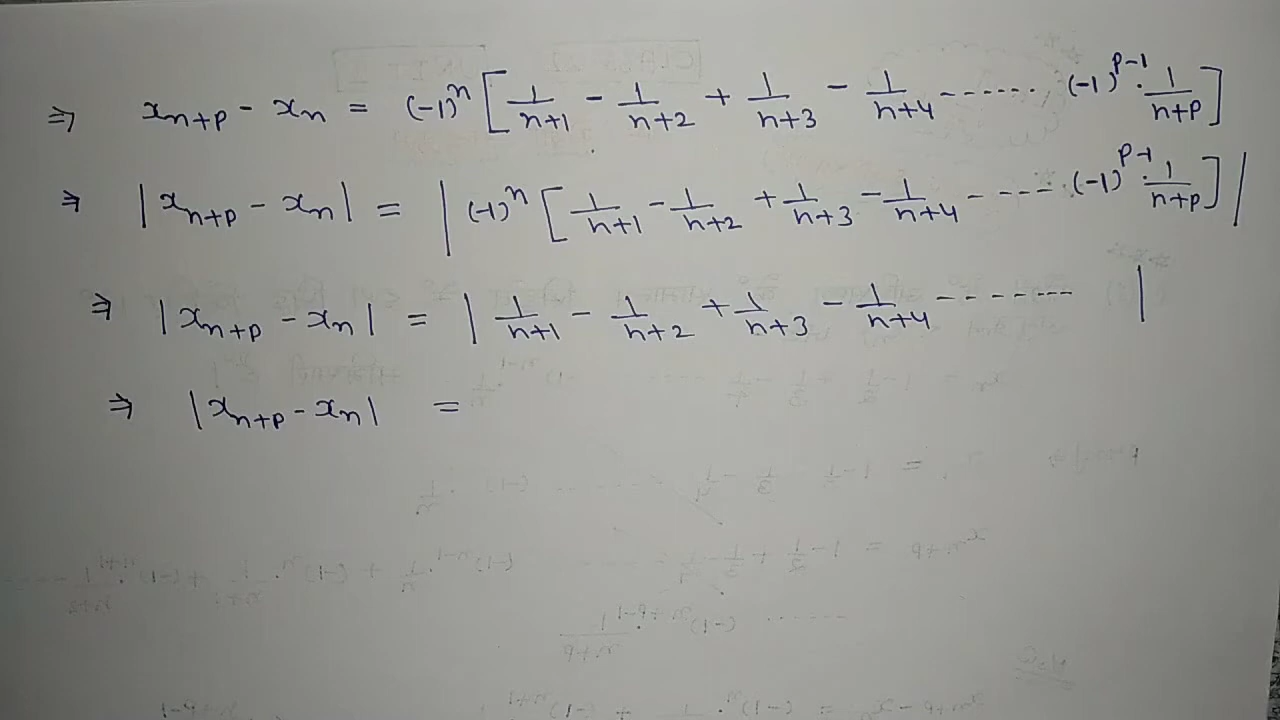 ⇒ x_{n+p} - x_n = (-1)^n [ 1/(n+1) - 1/(n+2) + 1/(n+3) - 1/(n+4) ------ (-1)^{p-1} · 1/(n+p) ]
⇒ |x_{n+p} - x_n| = | (-1)^n [ 1/(n+1) - 1/(n+2) + 1/(n+3) - 1/(n+4) ------ (-1)^{p-1} · 1/(n+p) ] |
⇒ |x_{n+p} - x_n| = | 1/(n+1) - 1/(n+2) + 1/(n+3) - 1/(n+4) -------- |
⇒ |x_{n+p} - x_n| =